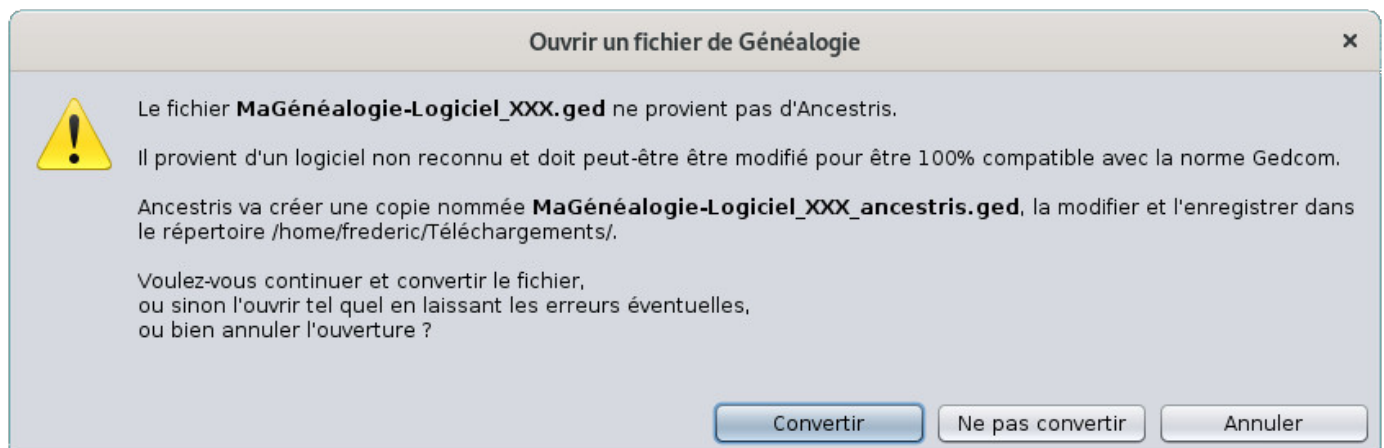 Ouvrir un fichier de Généalogie
Le fichier MaGénéalogie-Logiciel_XXX.ged ne provient pas d'Ancestris.
Il provient d'un logiciel non reconnu et doit peut-être être modifié pour être 100% compatible avec la norme Gedcom.
Ancestris va créer une copie nommée MaGénéalogie-Logiciel_XXX_ancestris.ged, la modifier et l'enregistrer dans
le répertoire /home/frederic/Téléchargements/.
Voulez-vous continuer et convertir le fichier,
ou sinon l'ouvrir tel quel en laissant les erreurs éventuelles,
ou bien annuler l'ouverture ?
Convertir Ne pas convertir Annuler